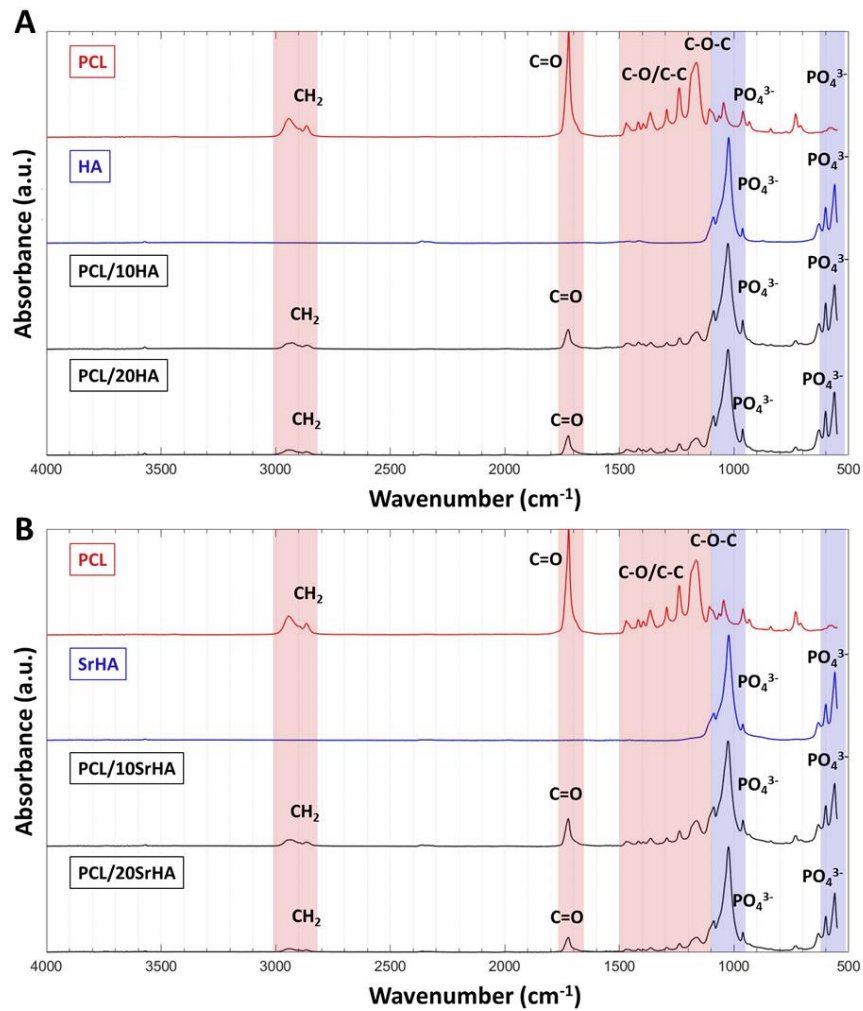 A
PCL
CH₂
C=O
C-O/C-C
C-O-C
PO₄³⁻
PO₄³⁻
HA
PO₄³⁻
PO₄³⁻
PCL/10HA
CH₂
C=O
PO₄³⁻
PO₄³⁻
PCL/20HA
CH₂
C=O
PO₄³⁻
PO₄³⁻
Absorbance (a.u.)
4000 3500 3000 2500 2000 1500 1000 500
Wavenumber (cm⁻¹)
B
PCL
CH₂
C=O
C-O/C-C
C-O-C
SrHA
PO₄³⁻
PO₄³⁻
PCL/10SrHA
CH₂
C=O
PO₄³⁻
PO₄³⁻
PCL/20SrHA
CH₂
C=O
PO₄³⁻
PO₄³⁻
Absorbance (a.u.)
4000 3500 3000 2500 2000 1500 1000 500
Wavenumber (cm⁻¹)